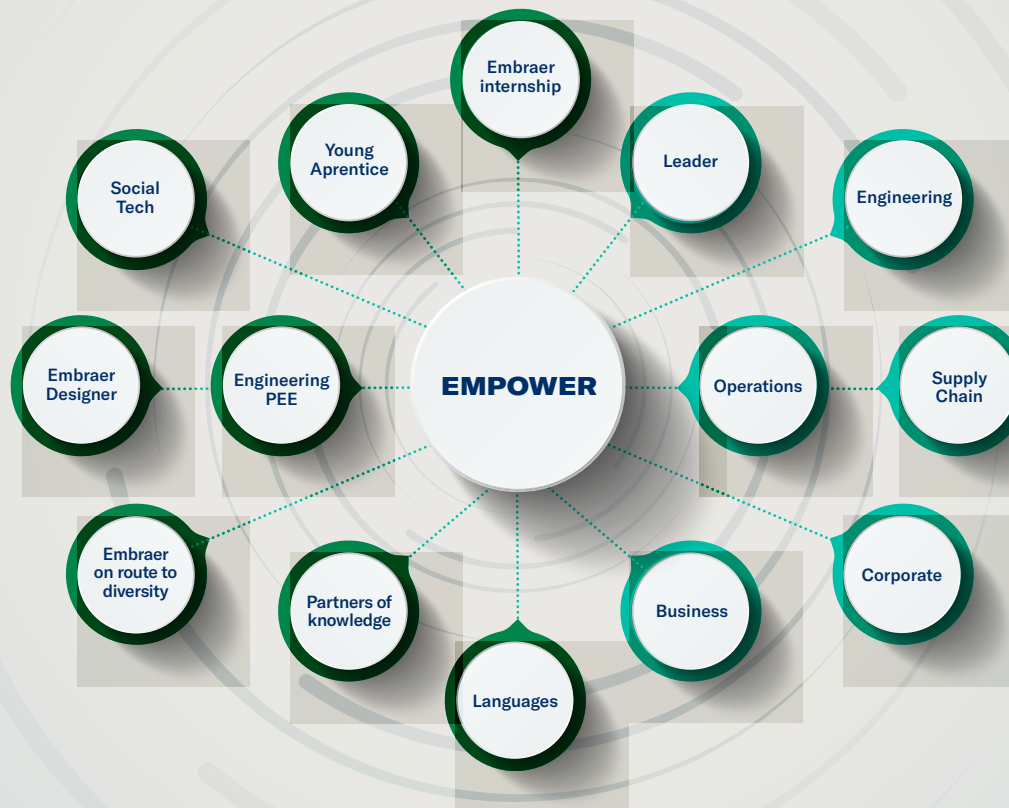 Embraer
internship
Young
Aprentice
Leader
Social
Tech
Engineering
Embraer
Designer
Engineering
PEE
EMPOWER
Operations
Supply
Chain
Embraer
on route to
diversity
Partners of
knowledge
Business
Corporate
Languages